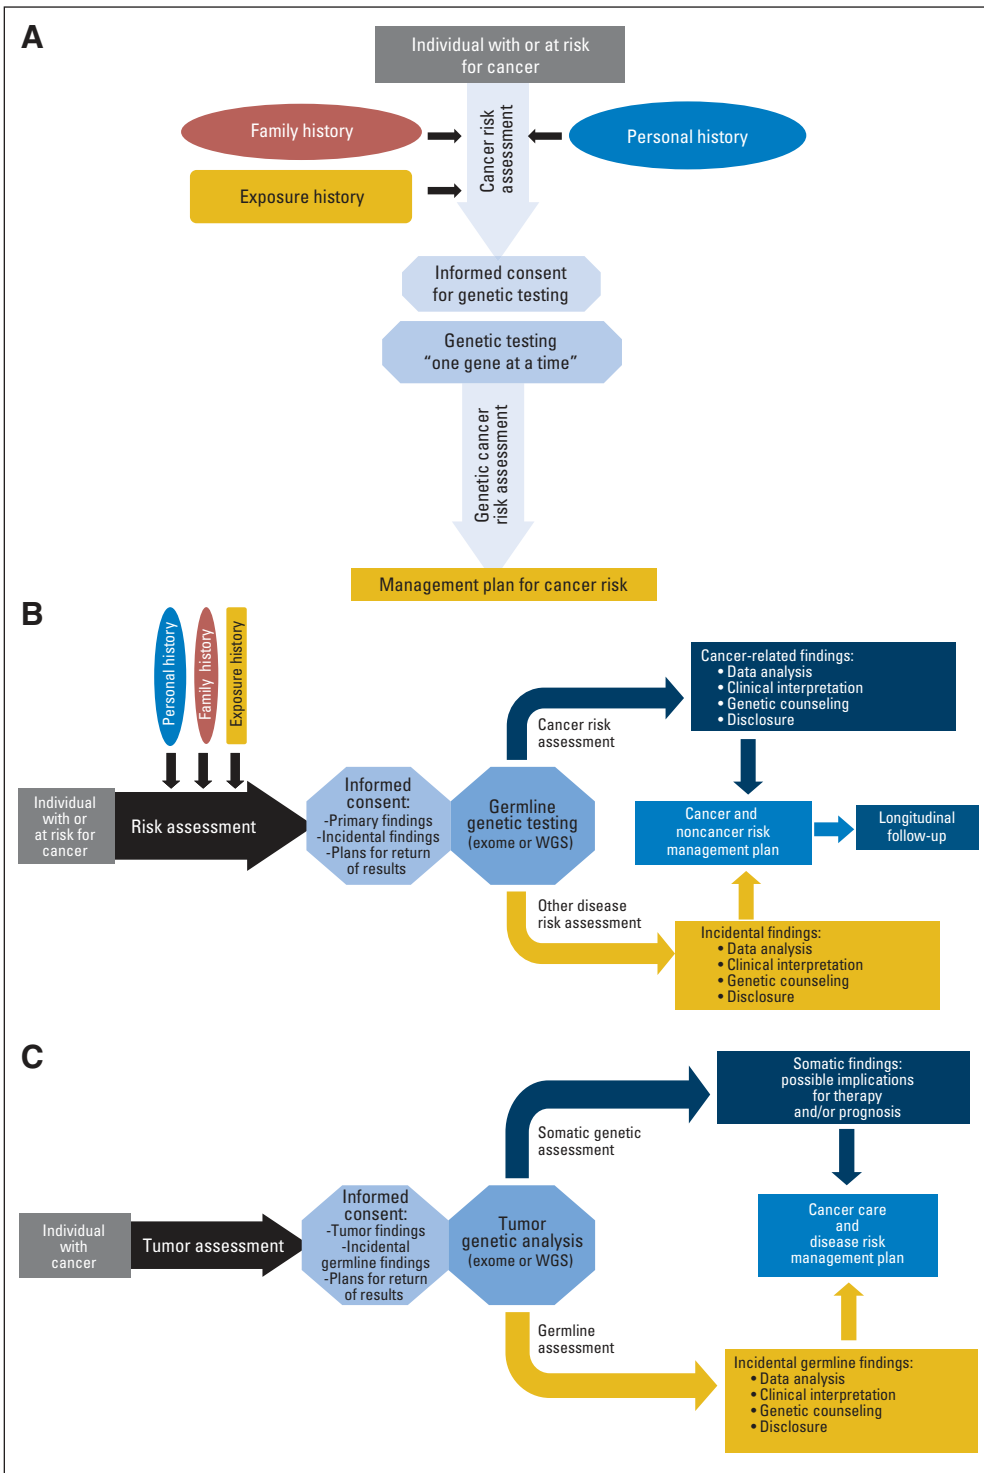 A
Individual with or at risk
for cancer
Family history
Cancer risk
assessment
Personal history
Exposure history
Informed consent
for genetic testing
Genetic testing
“one gene at a time”
Genetic cancer
risk assessment
Management plan for cancer risk
B
Personal history
Family history
Exposure history
Individual
with or
at risk for
cancer
Risk assessment
Informed
consent:
-Primary findings
-Incidental findings
-Plans for return
of results
Germline
genetic testing
(exome or WGS)
Cancer risk
assessment
Cancer-related findings:
• Data analysis
• Clinical interpretation
• Genetic counseling
• Disclosure
Cancer and
noncancer risk
management plan
Longitudinal
follow-up
Other disease
risk assessment
Incidental findings:
• Data analysis
• Clinical interpretation
• Genetic counseling
• Disclosure
C
Individual
with
cancer
Tumor assessment
Informed
consent:
-Tumor findings
-Incidental
germline findings
-Plans for return
of results
Tumor
genetic analysis
(exome or WGS)
Somatic genetic
assessment
Somatic findings:
possible implications
for therapy
and/or prognosis
Cancer care
and
disease risk
management plan
Germline
assessment
Incidental germline findings:
• Data analysis
• Clinical interpretation
• Genetic counseling
• Disclosure